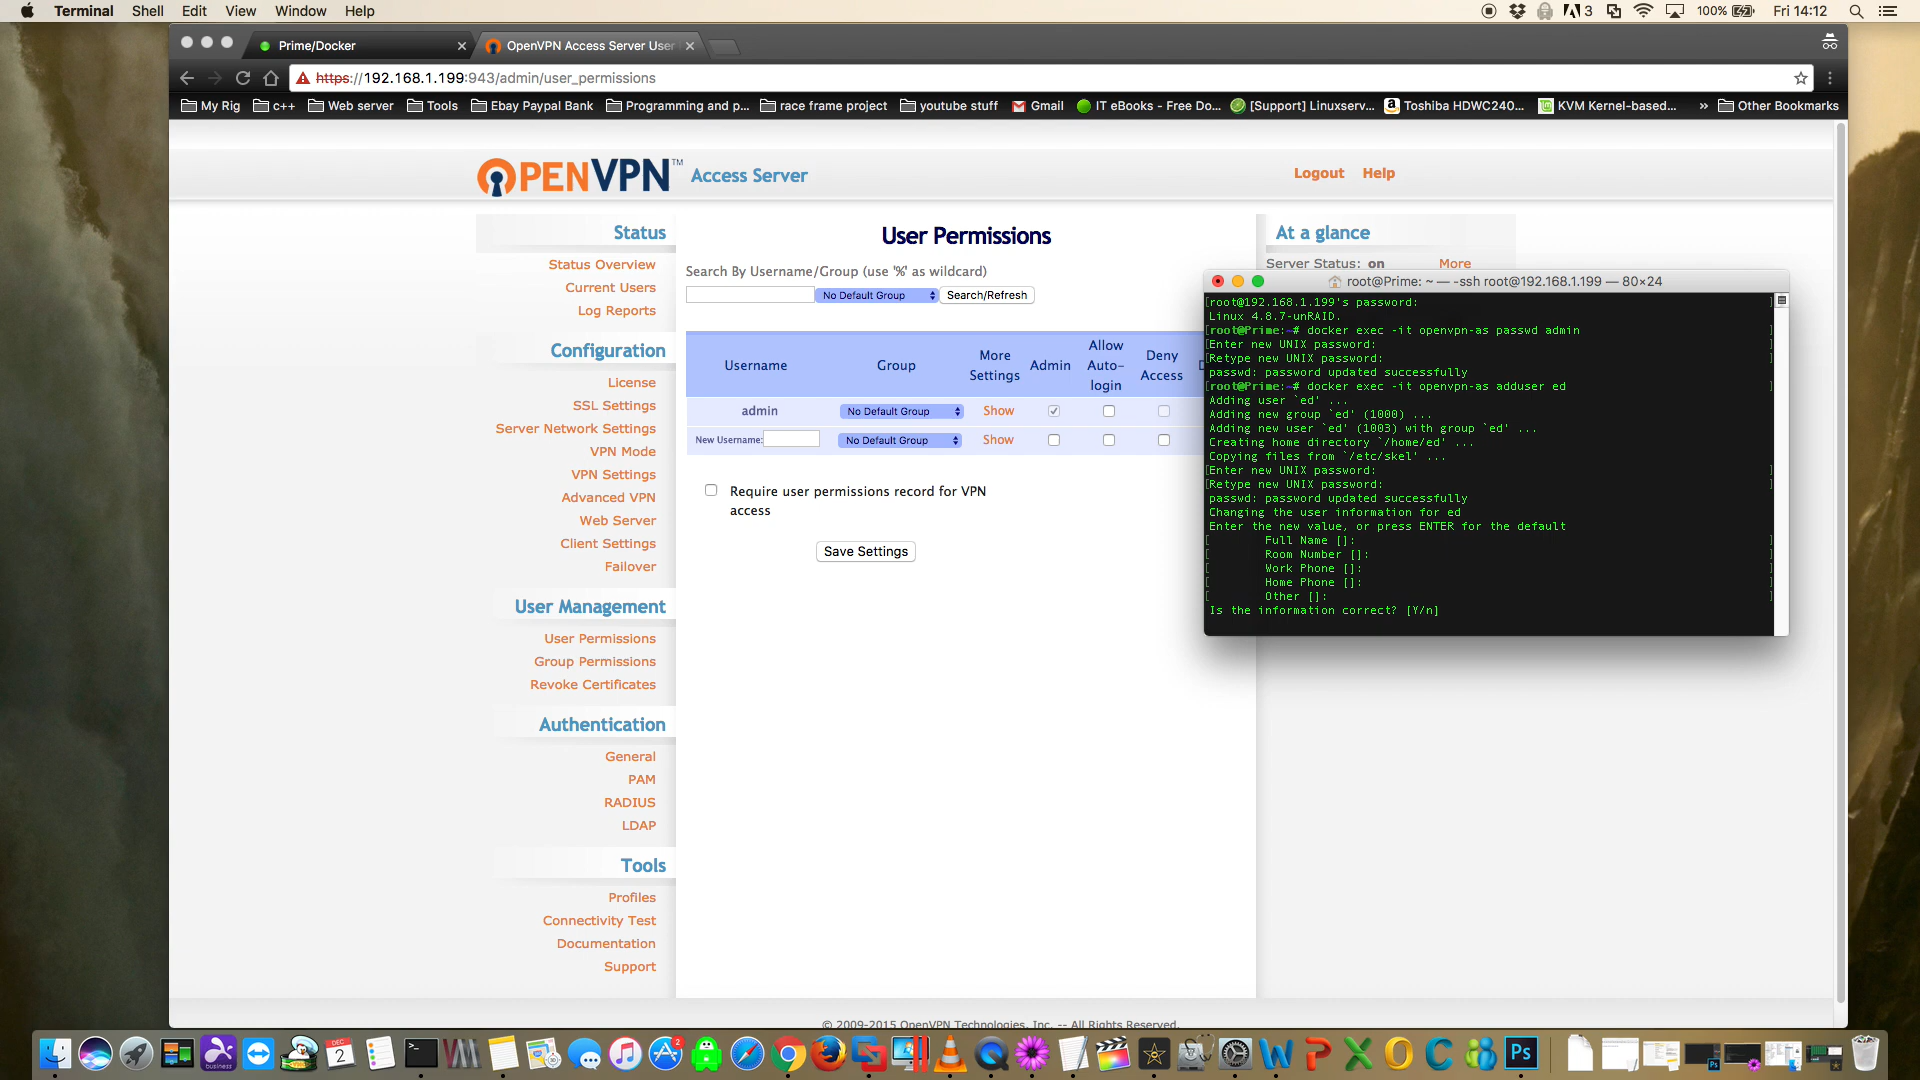 Terminal Shell Edit View Window Help
3 100% Fri 14:12
Prime/Docker
OpenVPN Access Server User
https://192.168.1.199:943/admin/user_permissions
My Rig
c++
Web server
Tools
Ebay Paypal Bank
Programming and p...
race frame project
youtube stuff
Gmail
IT eBooks - Free Do...
[Support] Linuxserv...
Toshiba HDWC240...
KVM Kernel-based...
» Other Bookmarks
OPENVPN™ Access Server
Logout Help
Status
Status Overview
Current Users
Log Reports
Configuration
License
SSL Settings
Server Network Settings
VPN Mode
VPN Settings
Advanced VPN
Web Server
Client Settings
Failover
User Management
User Permissions
Group Permissions
Revoke Certificates
Authentication
General
PAM
RADIUS
LDAP
Tools
Profiles
Connectivity Test
Documentation
Support
User Permissions
Search By Username/Group (use '%' as wildcard)
No Default Group Search/Refresh
Username Group More Settings Admin Allow Auto-login Deny Access
admin No Default Group Show
New Username: No Default Group Show
Require user permissions record for VPN
access
Save Settings
At a glance
Server Status: on More
root@Prime: ~ — -ssh root@192.168.1.199 — 80×24
[root@192.168.1.199's password: ]
Linux 4.8.7-unRAID.
[root@Prime:~# docker exec -it openvpn-as passwd admin ]
[Enter new UNIX password: ]
[Retype new UNIX password: ]
passwd: password updated successfully
[root@Prime:~# docker exec -it openvpn-as adduser ed ]
Adding user `ed' ...
Adding new group `ed' (1000) ...
Adding new user `ed' (1003) with group `ed' ...
Creating home directory `/home/ed' ...
Copying files from `/etc/skel' ...
[Enter new UNIX password: ]
[Retype new UNIX password: ]
passwd: password updated successfully
Changing the user information for ed
Enter the new value, or press ENTER for the default
[ Full Name []: ]
[ Room Number []: ]
[ Work Phone []: ]
[ Home Phone []: ]
[ Other []: ]
Is the information correct? [Y/n]
© 2009-2015 OpenVPN Technologies, Inc. -- All Rights Reserved.
business
DEC
2
2
Ps